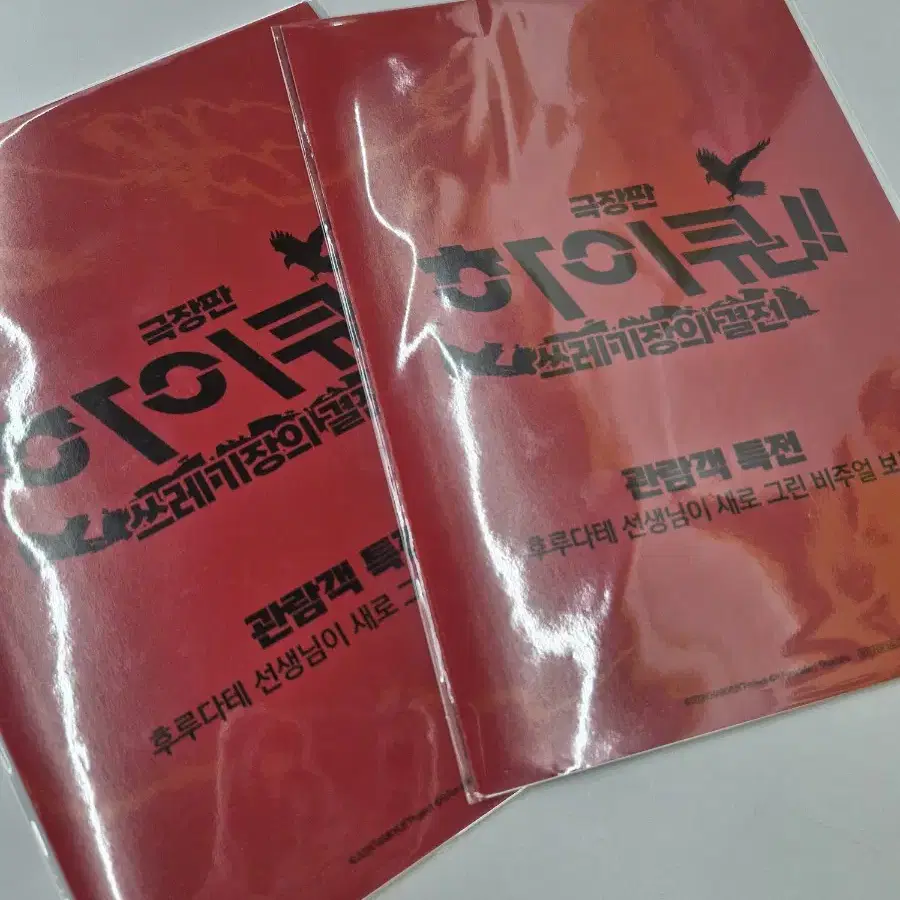 극장판
하이큐!!
쓰레기장의 결전
관람객 특전
후루다테 선생님이 새로 그린
극장판
하이큐!!
쓰레기장의 결전
관람객 특전
후루다테 선생님이 새로 그린 비주얼 보